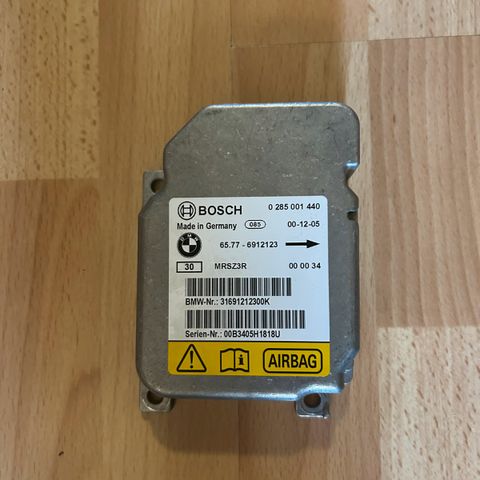 BOSCH 0 285 001 440
Made in Germany 085 00-12-05
65.77 - 6912123
30 MRSZ3R 00 00 34
BMW-Nr.: 31691212300K
Serien-Nr.: 00B3405H1818U
AIRBAG